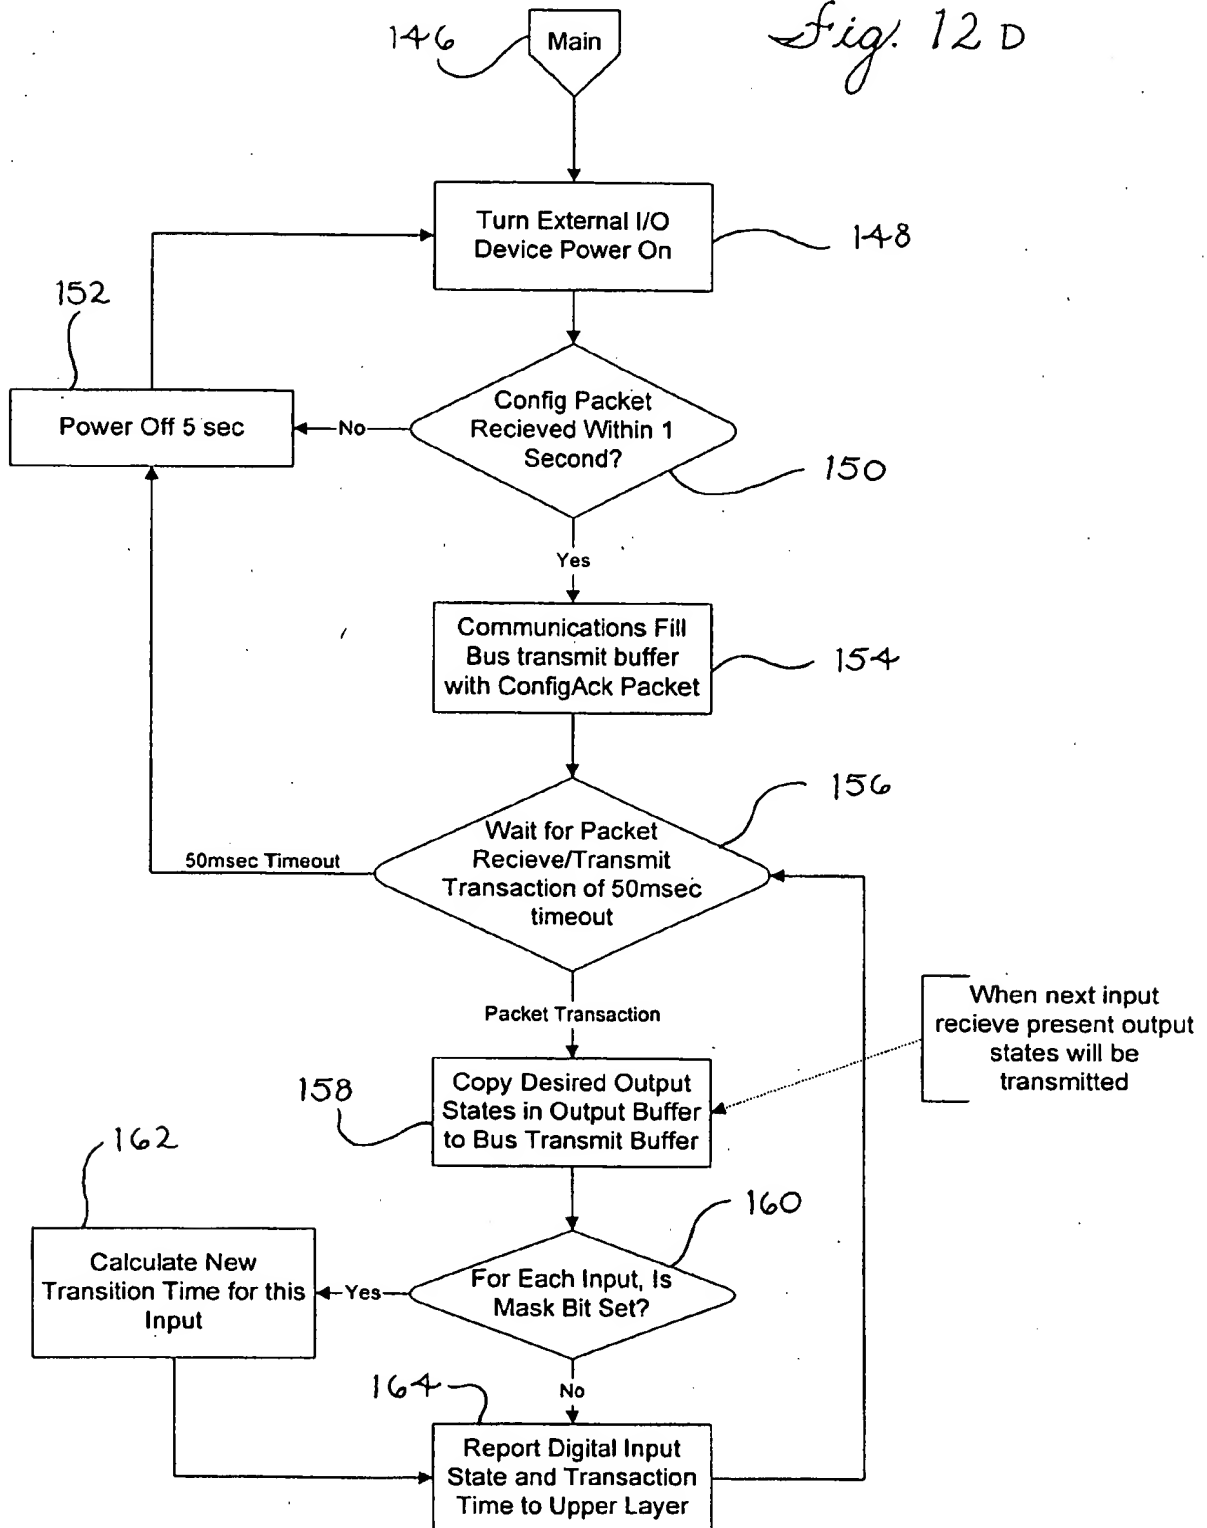 Fig. 12 D
146
Main
Turn External I/O
Device Power On
148
152
Power Off 5 sec
No
Config Packet
Recieved Within 1
Second?
150
Yes
Communications Fill
Bus transmit buffer
with ConfigAck Packet
154
156
Wait for Packet
Recieve/Transmit
Transaction of 50msec
timeout
50msec Timeout
Packet Transaction
When next input
recieve present output
states will be
transmitted
158
Copy Desired Output
States in Output Buffer
to Bus Transmit Buffer
162
160
Calculate New
Transition Time for this
Input
Yes
For Each Input, Is
Mask Bit Set?
No
164
Report Digital Input
State and Transaction
Time to Upper Layer